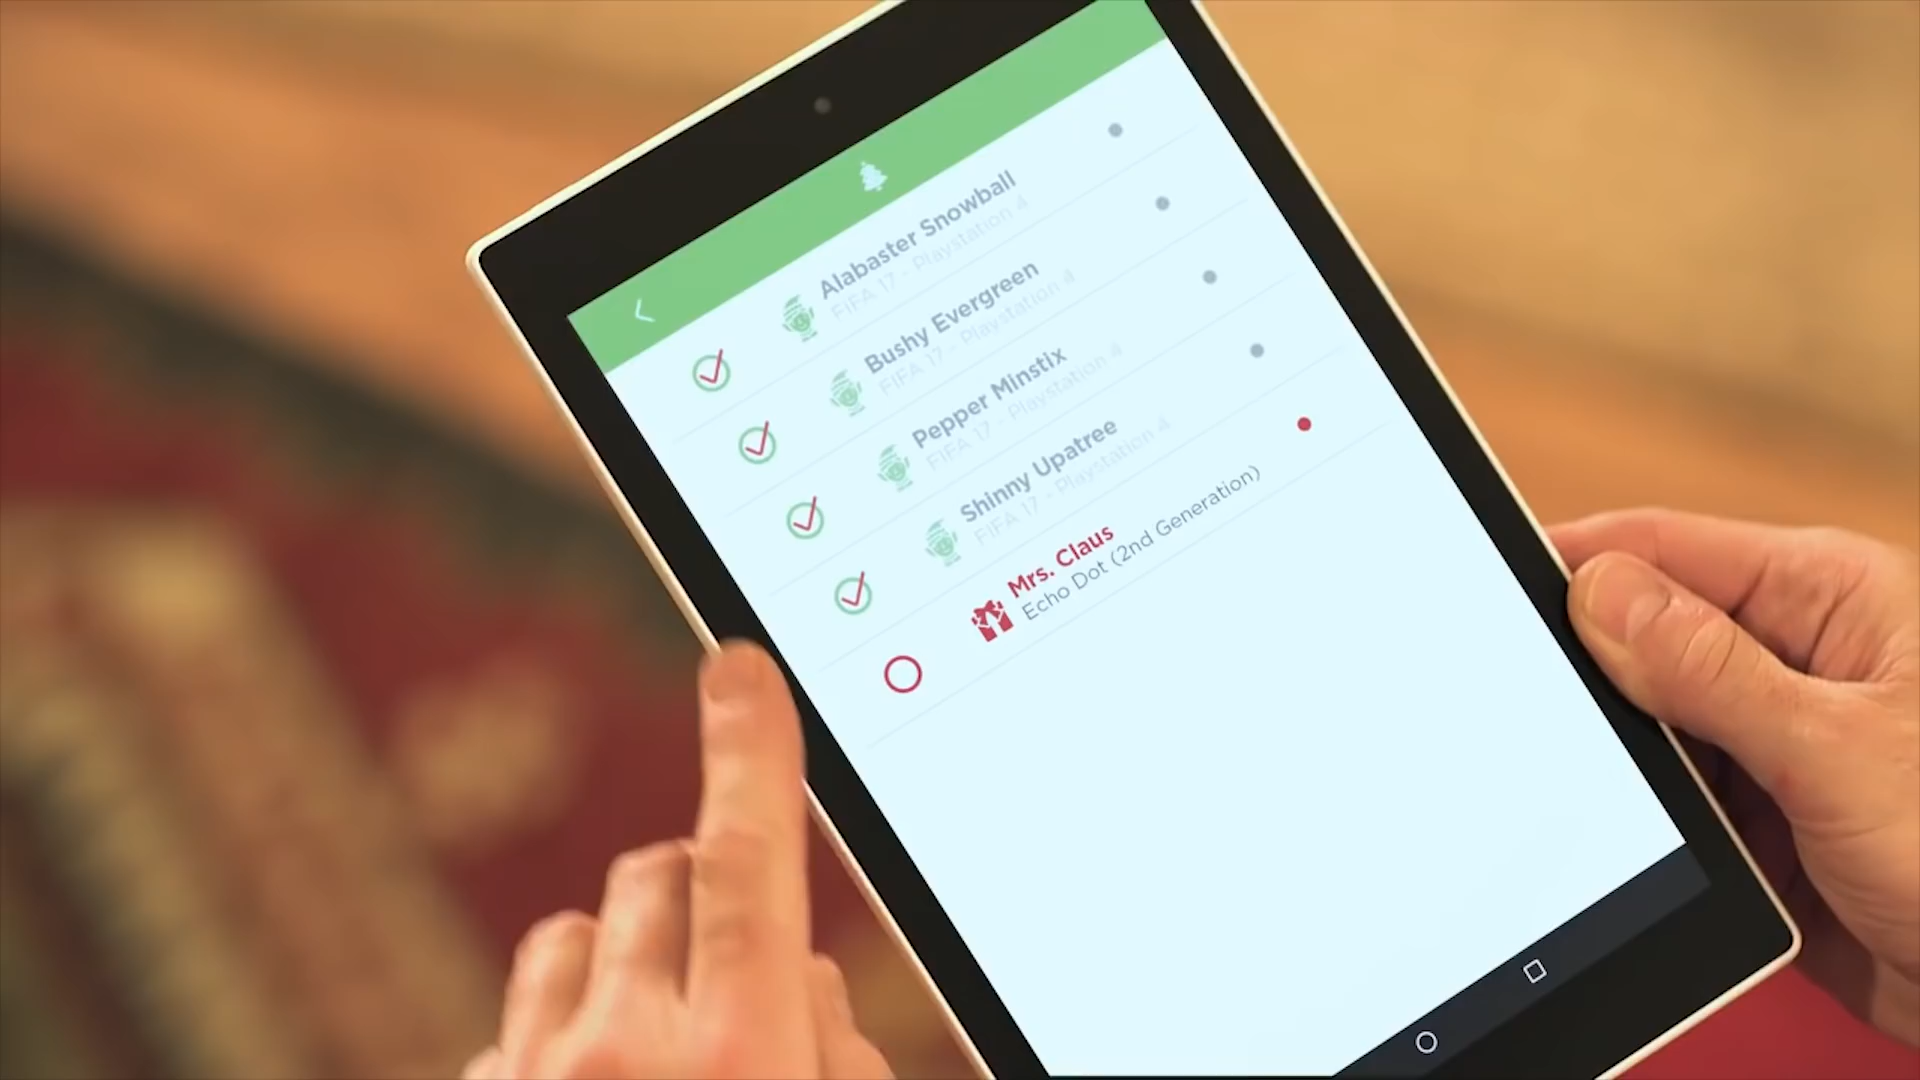 Alabaster Snowball
FIFA 17 - Playstation 4
Bushy Evergreen
FIFA 17 - Playstation 4
Pepper Minstix
FIFA 17 - Playstation 4
Shinny Upatree
FIFA 17 - Playstation 4
Mrs. Claus
Echo Dot (2nd Generation)